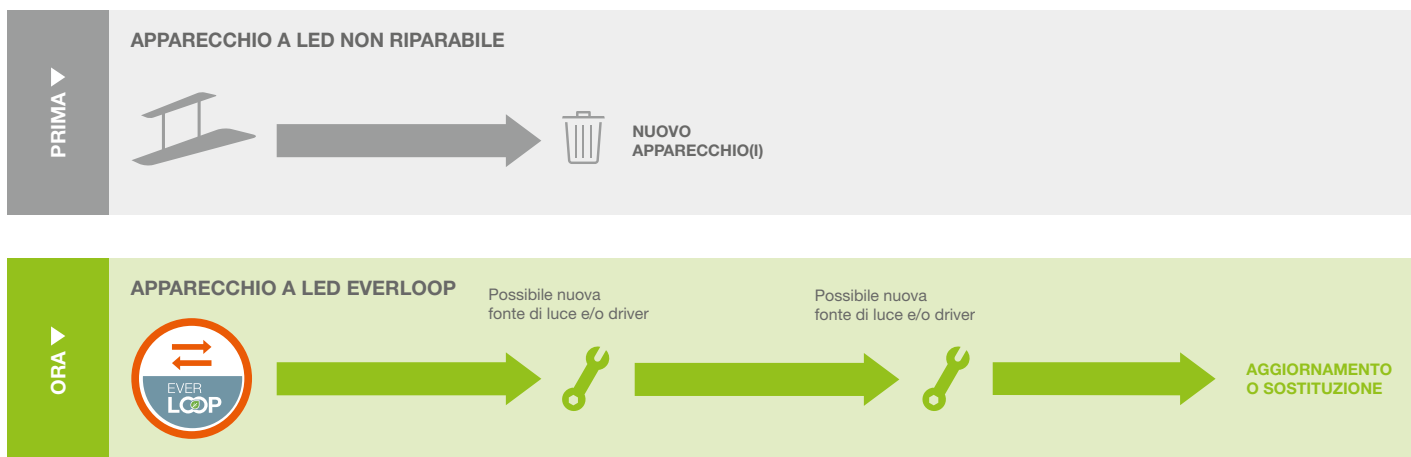 PRIMA
APPARECCHIO A LED NON RIPARABILE
NUOVO
APPARECCHIO(I)
ORA
APPARECCHIO A LED EVERLOOP
EVER
LOOP
Possibile nuova
fonte di luce e/o driver
Possibile nuova
fonte di luce e/o driver
AGGIORNAMENTO
O SOSTITUZIONE